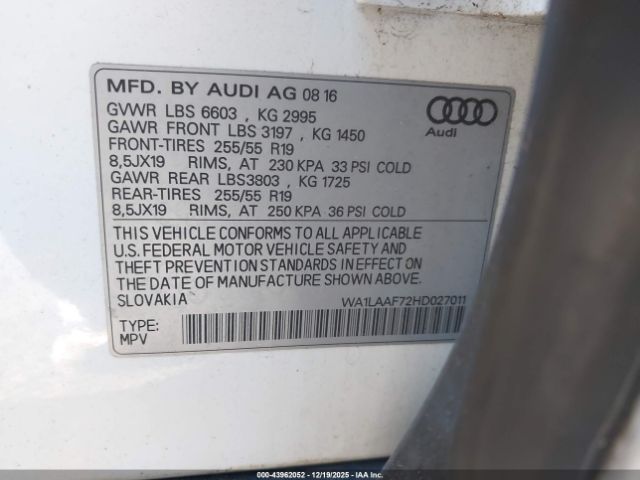 MFD. BY AUDI AG 08 16
GVWR LBS 6603 , KG 2995
GAWR FRONT LBS 3197 , KG 1450
FRONT-TIRES 255/55 R19
8,5JX19 RIMS, AT 230 KPA 33 PSI COLD
GAWR REAR LBS3803 , KG 1725
REAR-TIRES 255/55 R19
8,5JX19 RIMS, AT 250 KPA 36 PSI COLD
Audi
THIS VEHICLE CONFORMS TO ALL APPLICABLE
U.S. FEDERAL MOTOR VEHICLE SAFETY AND
THEFT PREVENTION STANDARDS IN EFFECT ON
THE DATE OF MANUFACTURE SHOWN ABOVE.
SLOVAKIA WA1LAAF72HD027011
TYPE:
MPV
000-43962052 - 12/19/2025 - IAA Inc.